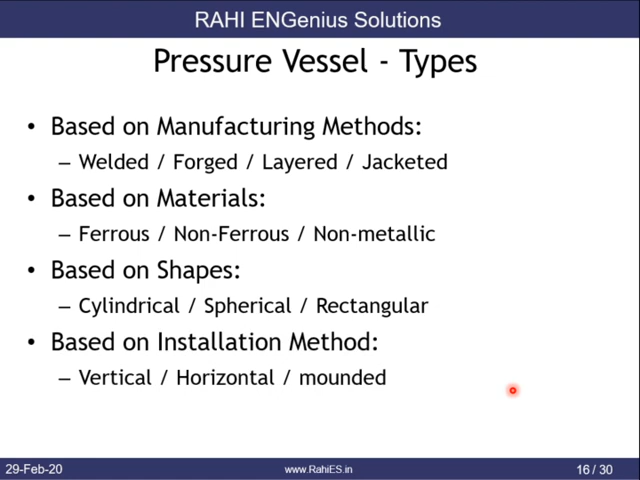 RAHI ENGenius Solutions
Pressure Vessel - Types
• Based on Manufacturing Methods:
– Welded / Forged / Layered / Jacketed
• Based on Materials:
– Ferrous / Non-Ferrous / Non-metallic
• Based on Shapes:
– Cylindrical / Spherical / Rectangular
• Based on Installation Method:
– Vertical / Horizontal / mounded
29-Feb-20 www.RahiES.in 16 / 30